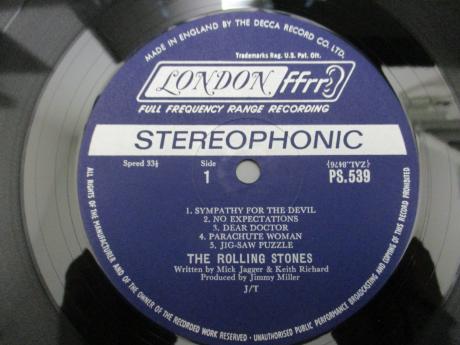 MADE IN ENGLAND BY THE DECCA RECORD CO. LTD.
Trademarks Reg. U.S. Pat. Off.
LONDON ffrr
FULL FREQUENCY RANGE RECORDING
STEREOPHONIC
Speed 33⅓
Side
1
{ZAL.8476}
PS.539
1. SYMPATHY FOR THE DEVIL
2. NO EXPECTATIONS
3. DEAR DOCTOR
4. PARACHUTE WOMAN
5. JIG-SAW PUZZLE
THE ROLLING STONES
Written by Mick Jagger & Keith Richard
Produced by Jimmy Miller
J/T
ALL RIGHTS OF THE MANUFACTURER AND OF THE OWNER OF THE RECORDED WORK RESERVED · UNAUTHORISED PUBLIC PERFORMANCE BROADCASTING AND COPYING OF THIS RECORD PROHIBITED